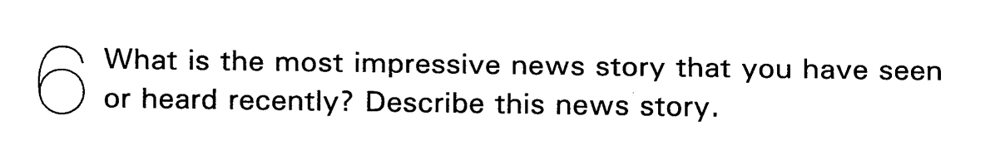 6 What is the most impressive news story that you have seen
or heard recently? Describe this news story.